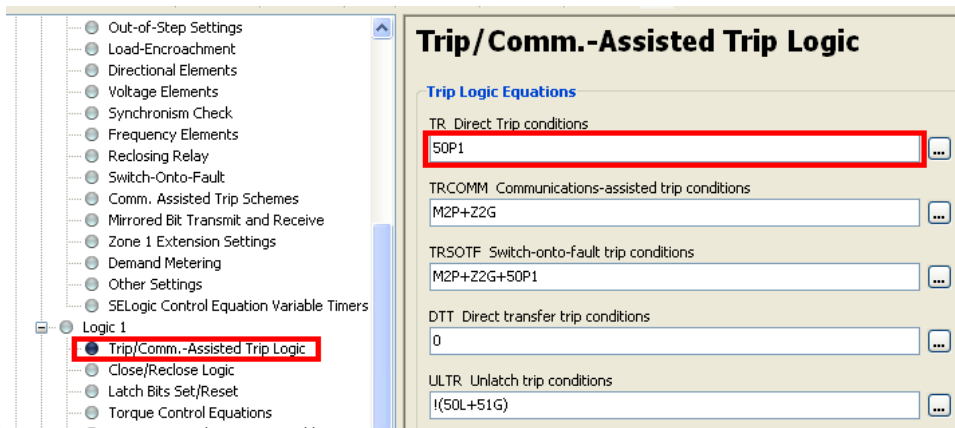 Out-of-Step Settings
Load-Encroachment
Directional Elements
Voltage Elements
Synchronism Check
Frequency Elements
Reclosing Relay
Switch-Onto-Fault
Comm. Assisted Trip Schemes
Mirrored Bit Transmit and Receive
Zone 1 Extension Settings
Demand Metering
Other Settings
SELogic Control Equation Variable Timers
Logic 1
Trip/Comm.-Assisted Trip Logic
Close/Reclose Logic
Latch Bits Set/Reset
Torque Control Equations
Trip/Comm.-Assisted Trip Logic
Trip Logic Equations
TR Direct Trip conditions
50P1
...
TRCOMM Communications-assisted trip conditions
M2P+Z2G
...
TRSOTF Switch-onto-fault trip conditions
M2P+Z2G+50P1
...
DTT Direct transfer trip conditions
0
...
ULTR Unlatch trip conditions
!(50L+51G)
...